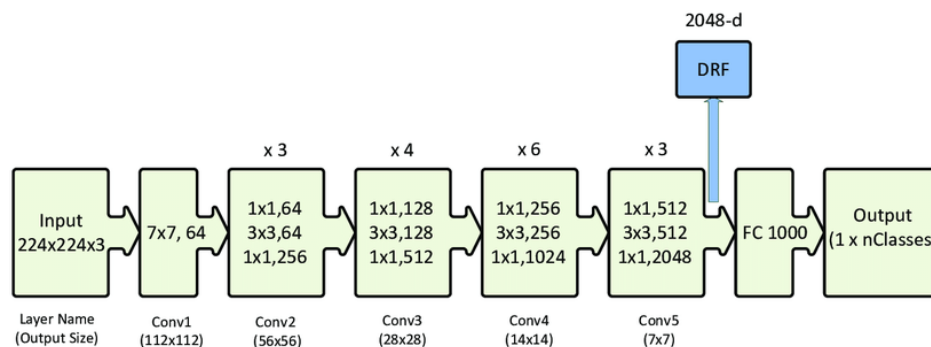 2048-d
DRF
x 3
x 4
x 6
x 3
Input
224x224x3
7x7, 64
1x1,64
3x3,64
1x1,256
1x1,128
3x3,128
1x1,512
1x1,256
3x3,256
1x1,1024
1x1,512
3x3,512
1x1,2048
FC 1000
Output
(1 x nClasses
Layer Name
(Output Size)
Conv1
(112x112)
Conv2
(56x56)
Conv3
(28x28)
Conv4
(14x14)
Conv5
(7x7)